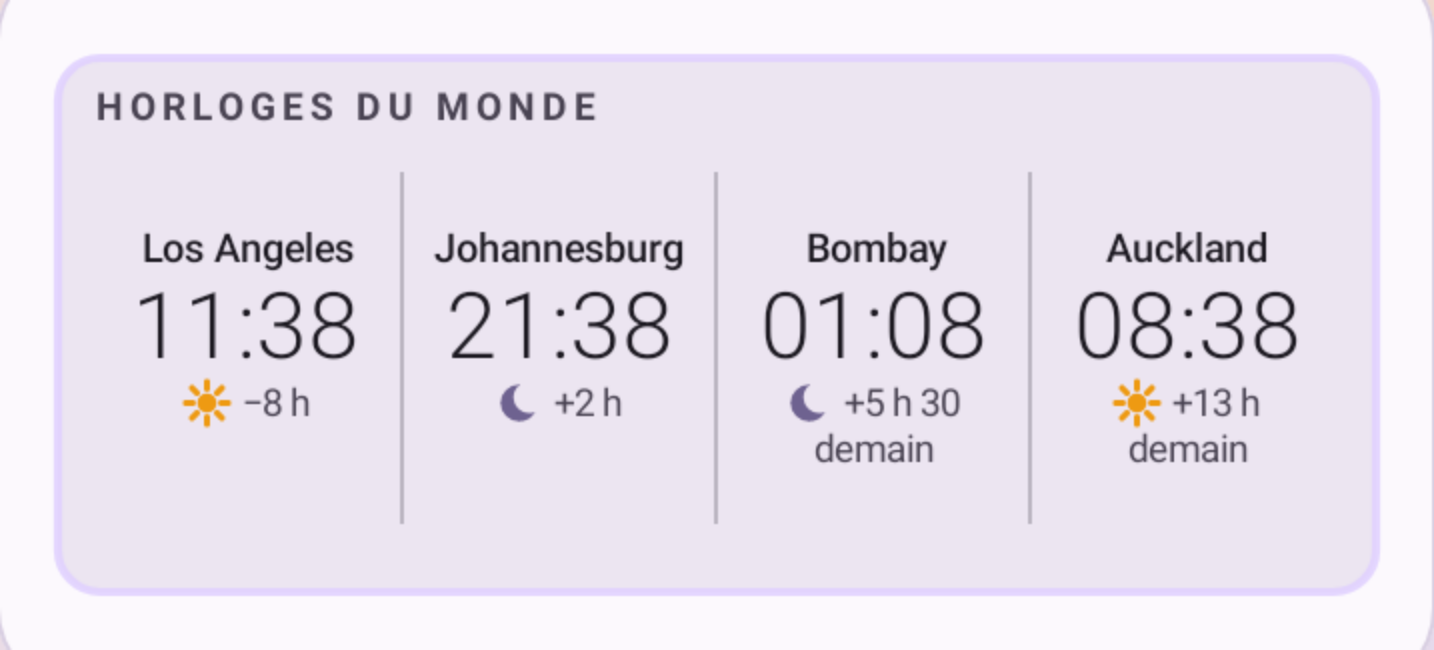 HORLOGES DU MONDE
Los Angeles
11:38
−8 h
Johannesburg
21:38
+2 h
Bombay
01:08
+5 h 30
demain
Auckland
08:38
+13 h
demain